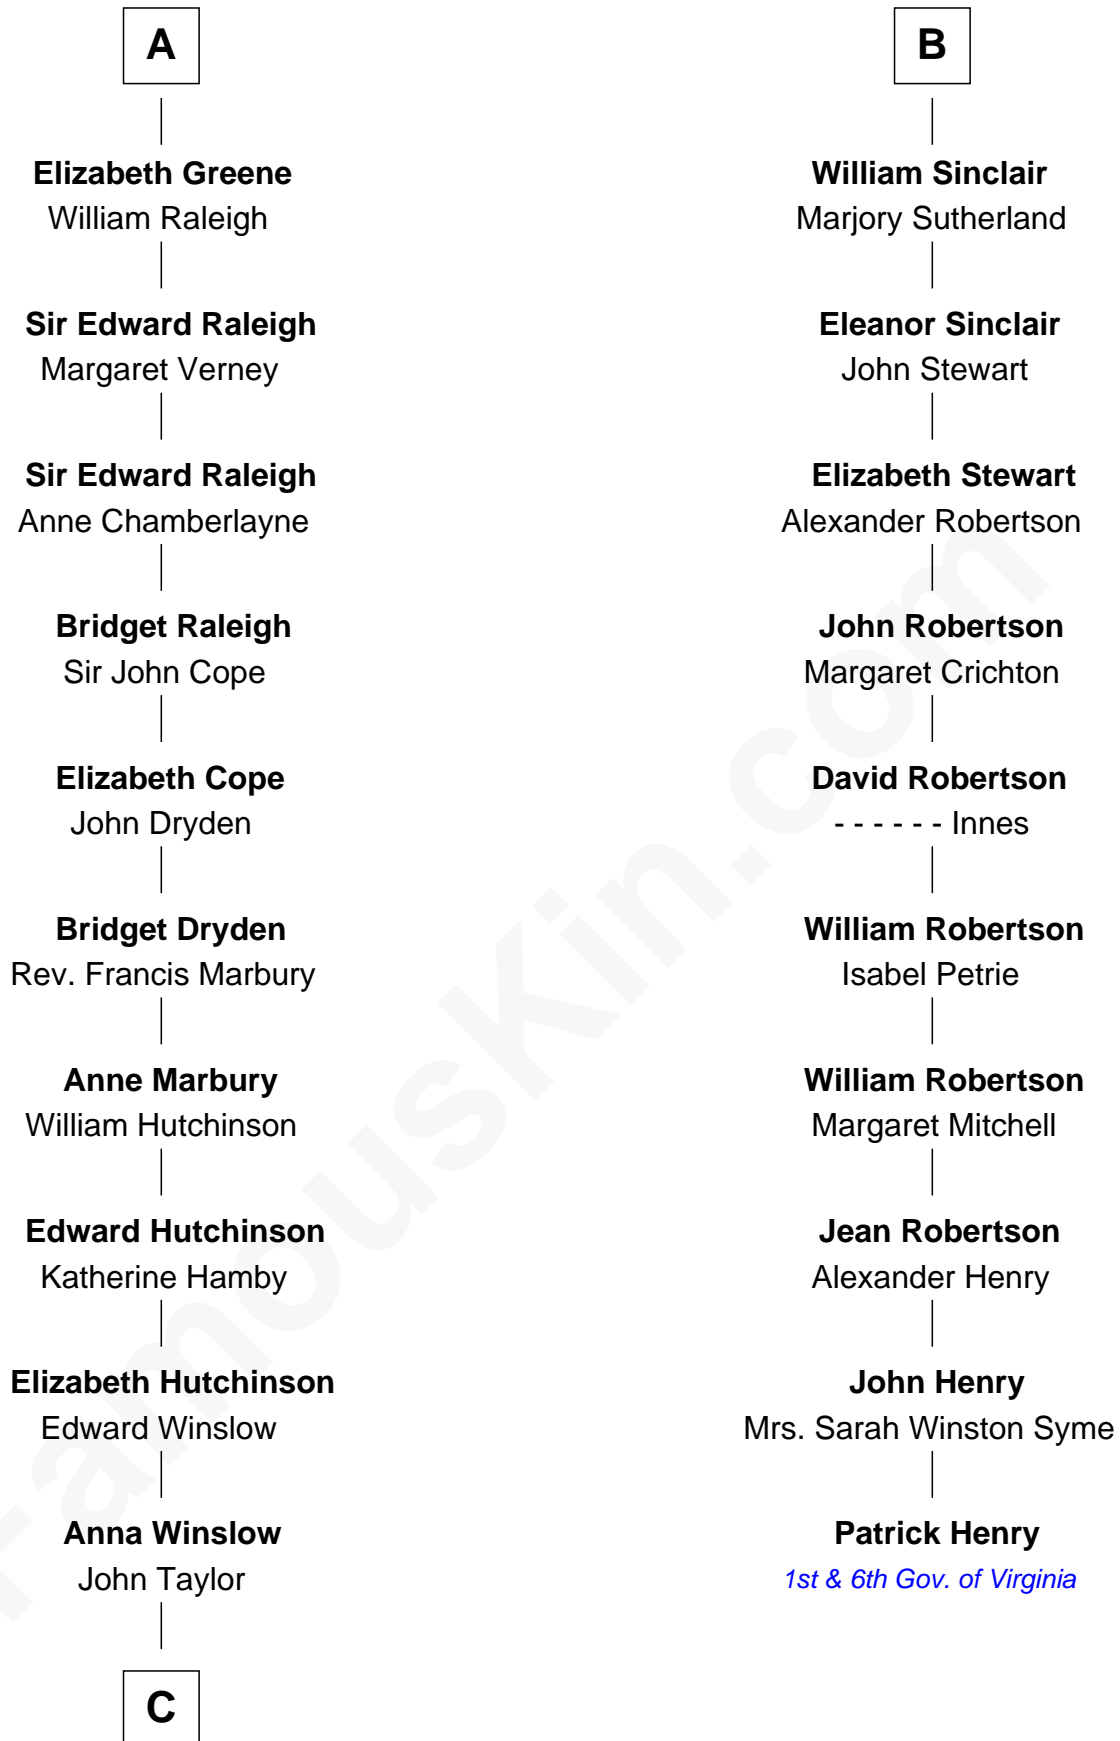 A
Elizabeth Greene
William Raleigh
Sir Edward Raleigh
Margaret Verney
Sir Edward Raleigh
Anne Chamberlayne
Bridget Raleigh
Sir John Cope
Elizabeth Cope
John Dryden
Bridget Dryden
Rev. Francis Marbury
Anne Marbury
William Hutchinson
Edward Hutchinson
Katherine Hamby
Elizabeth Hutchinson
Edward Winslow
Anna Winslow
John Taylor
C
B
William Sinclair
Marjory Sutherland
Eleanor Sinclair
John Stewart
Elizabeth Stewart
Alexander Robertson
John Robertson
Margaret Crichton
David Robertson
- - - - - - Innes
William Robertson
Isabel Petrie
William Robertson
Margaret Mitchell
Jean Robertson
Alexander Henry
John Henry
Mrs. Sarah Winston Syme
Patrick Henry
1st & 6th Gov. of Virginia
FamousKin.com